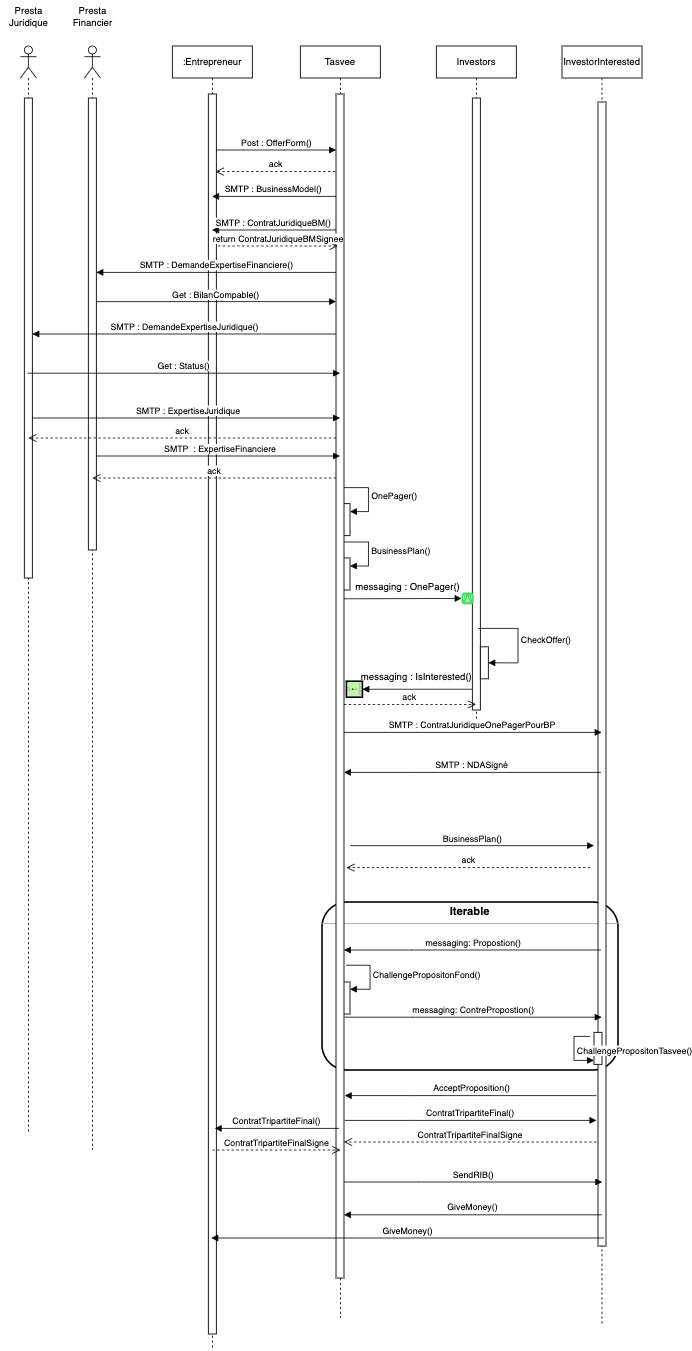 Presta
Juridique
Presta
Financier
:Entrepreneur
Tasvee
Investors
InvestorInterested
Post : OfferForm()
ack
SMTP : BusinessModel()
SMTP : ContratJuridiqueBM()
return ContratJuridiqueBMSignee
SMTP : DemandeExpertiseFinanciere()
Get : BilanCompable()
SMTP : DemandeExpertiseJuridique()
Get : Status()
SMTP : ExpertiseJuridique
ack
SMTP : ExpertiseFinanciere
ack
OnePager()
BusinessPlan()
messaging : OnePager()
CheckOffer()
messaging : IsInterested()
ack
SMTP : ContratJuridiqueOnePagerPourBP
SMTP : NDASigné
BusinessPlan()
ack
Iterable
messaging: Propostion()
ChallengePropositonFond()
messaging: ContrePropostion()
ChallengePropositonTasvee()
AcceptProposition()
ContratTripartiteFinal()
ContratTripartiteFinal()
ContratTripartiteFinalSigne
ContratTripartiteFinalSigne
SendRIB()
GiveMoney()
GiveMoney()